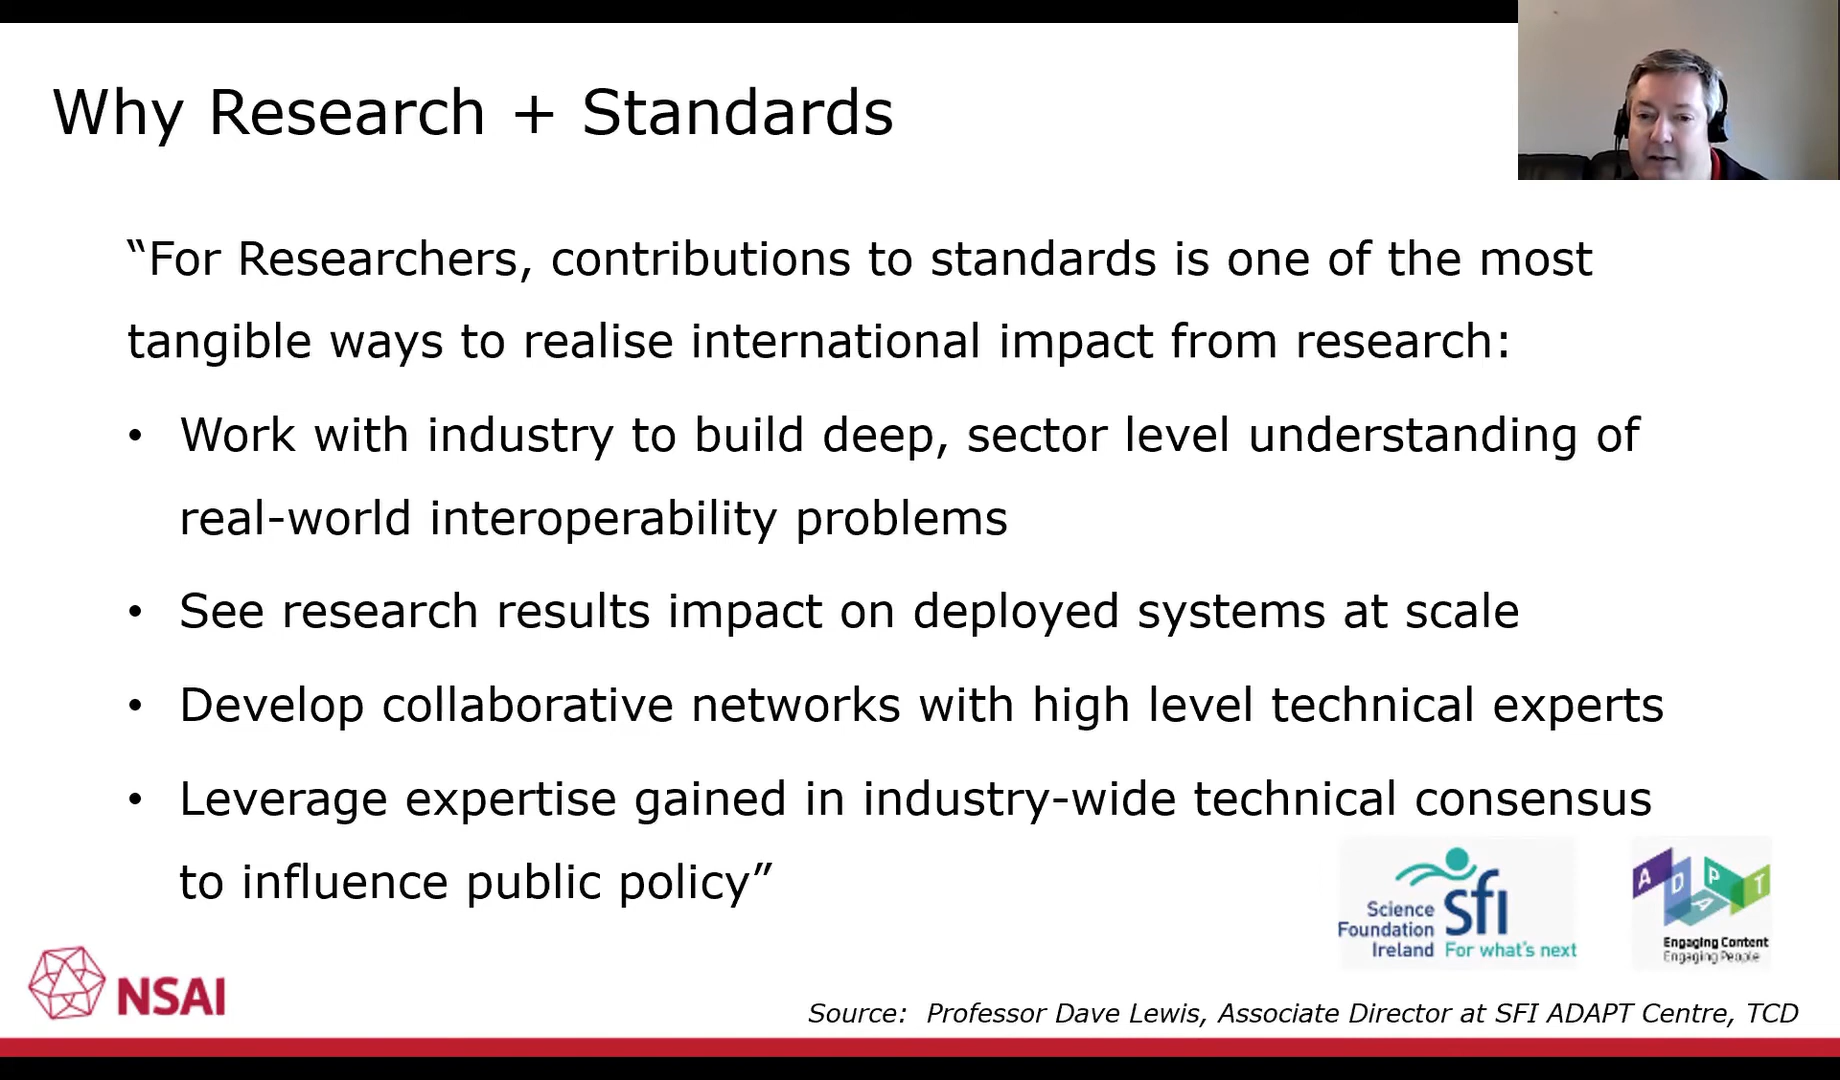 Why Research + Standards
“For Researchers, contributions to standards is one of the most
tangible ways to realise international impact from research:
• Work with industry to build deep, sector level understanding of
real-world interoperability problems
• See research results impact on deployed systems at scale
• Develop collaborative networks with high level technical experts
• Leverage expertise gained in industry-wide technical consensus
to influence public policy”
Science
Foundation
Ireland
sfi
For what's next
ADAPT
Engaging Content
Engaging People
NSAI
Source: Professor Dave Lewis, Associate Director at SFI ADAPT Centre, TCD